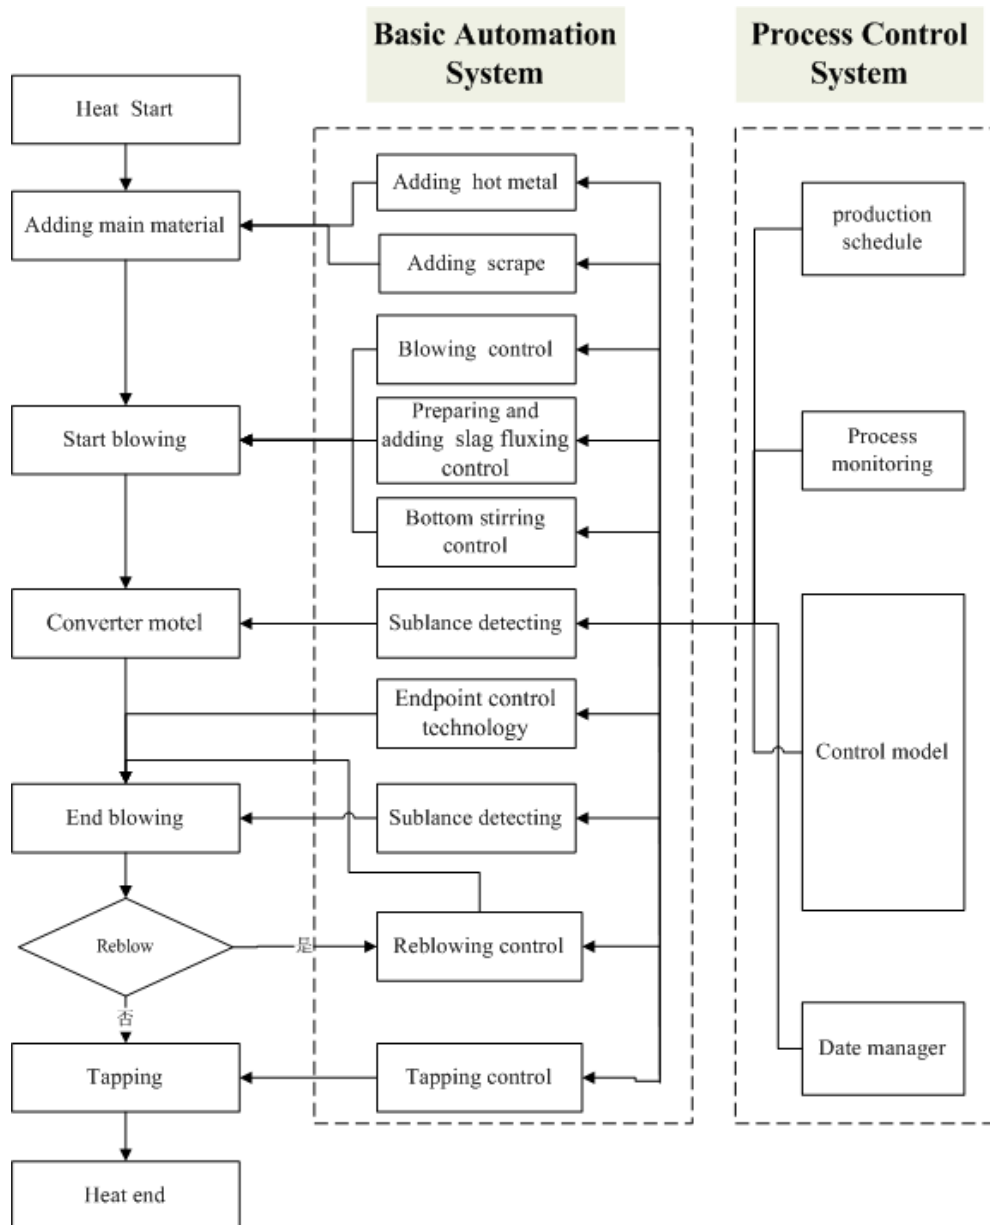 Basic Automation
System
Process Control
System
Heat Start
Adding main material
Start blowing
Converter motel
End blowing
Reblow
是
否
Tapping
Heat end
Adding hot metal
Adding scrape
Blowing control
Preparing and
adding slag fluxing
control
Bottom stirring
control
Sublance detecting
Endpoint control
technology
Sublance detecting
Reblowing control
Tapping control
production
schedule
Process
monitoring
Control model
Date manager